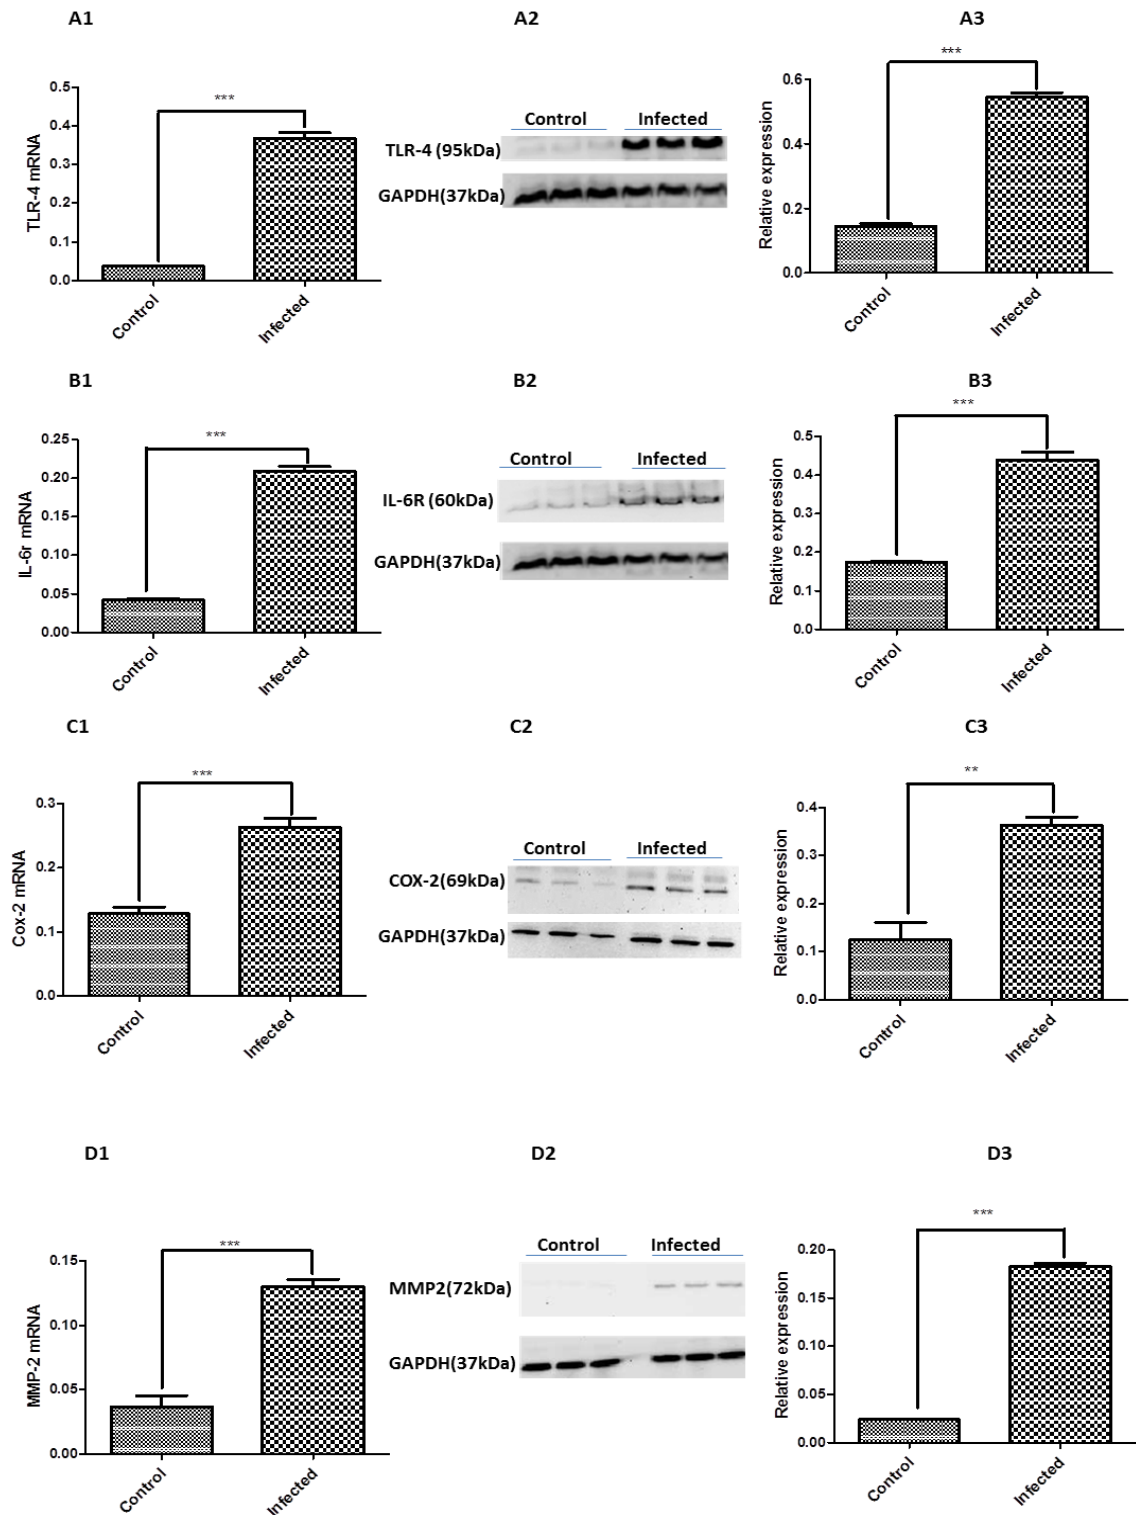 A1
A2
A3
TLR-4 mRNA
0.5
0.4
0.3
0.2
0.1
0.0
***
Control
Infected
Control Infected
TLR-4 (95kDa)
GAPDH(37kDa)
Relative expression
0.6
0.4
0.2
0.0
***
Control
Infected
B1
B2
B3
IL-6r mRNA
0.25
0.20
0.15
0.10
0.05
0.00
***
Control
Infected
Control Infected
IL-6R (60kDa)
GAPDH(37kDa)
Relative expression
0.5
0.4
0.3
0.2
0.1
0.0
***
Control
Infected
C1
C2
C3
Cox-2 mRNA
0.3
0.2
0.1
0.0
***
Control
Infected
Control Infected
COX-2(69kDa)
GAPDH(37kDa)
Relative expression
0.4
0.3
0.2
0.1
0.0
**
Control
Infected
D1
D2
D3
MMP-2 mRNA
0.15
0.10
0.05
0.00
***
Control
Infected
Control Infected
MMP2(72kDa)
GAPDH(37kDa)
Relative expression
0.20
0.15
0.10
0.05
0.00
***
Control
Infected